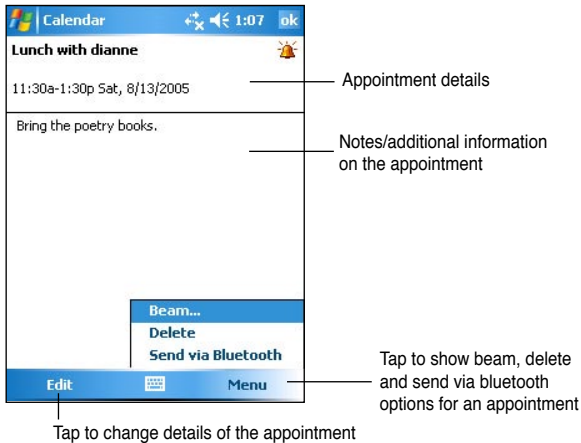 Calendar 1:07 ok
Lunch with dianne
11:30a-1:30p Sat, 8/13/2005
Appointment details
Bring the poetry books.
Notes/additional information
on the appointment
Beam...
Delete
Send via Bluetooth
Edit Menu
Tap to show beam, delete
and send via bluetooth
options for an appointment
Tap to change details of the appointment